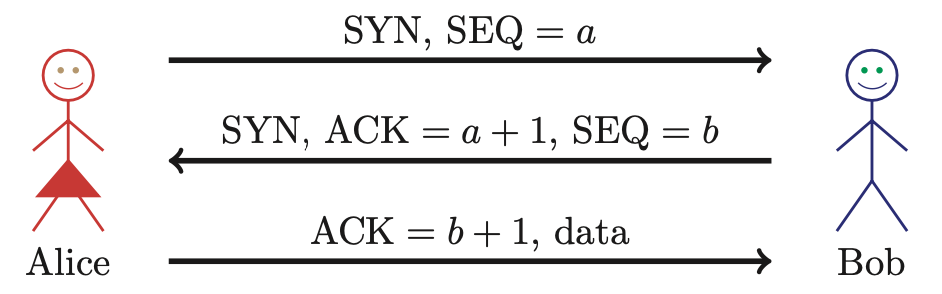 SYN, SEQ = a
SYN, ACK = a + 1, SEQ = b
ACK = b + 1, data
Alice
Bob